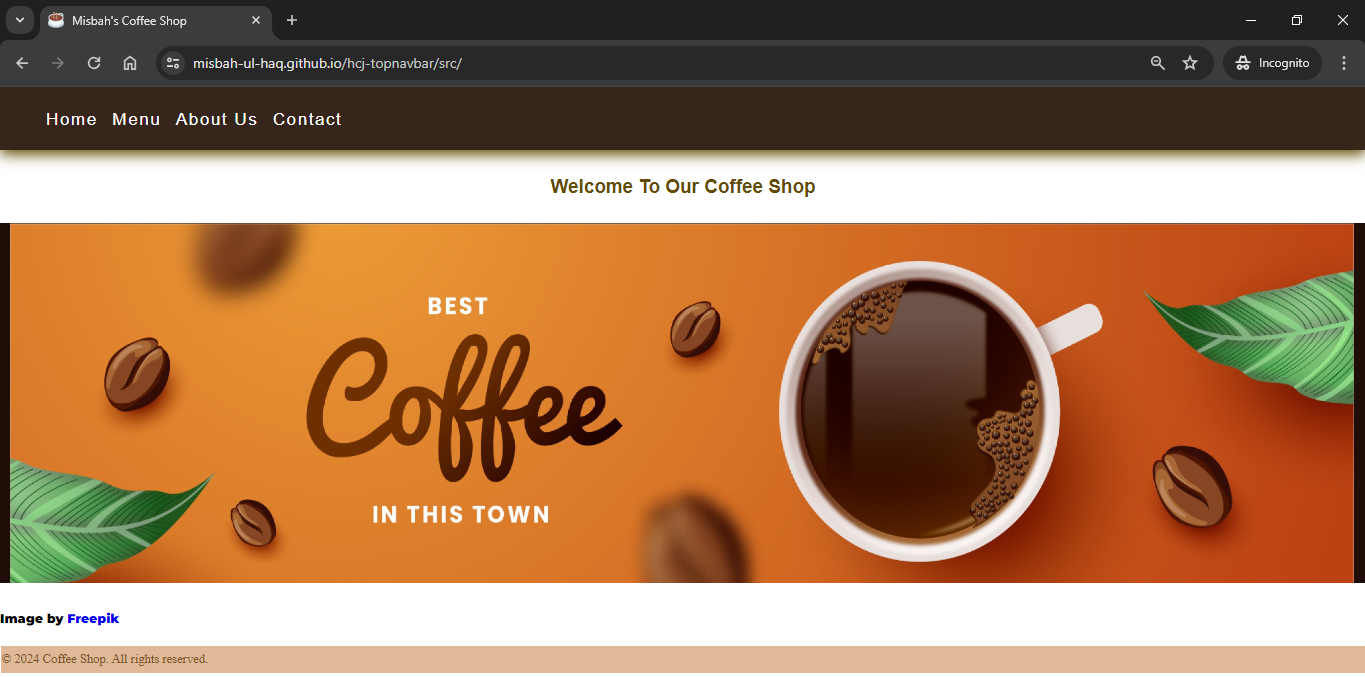 Misbah's Coffee Shop
misbah-ul-haq.github.io/hcj-topnavbar/src/
Incognito
Home Menu About Us Contact
Welcome To Our Coffee Shop
BEST
Coffee
IN THIS TOWN
Image by Freepik
© 2024 Coffee Shop. All rights reserved.